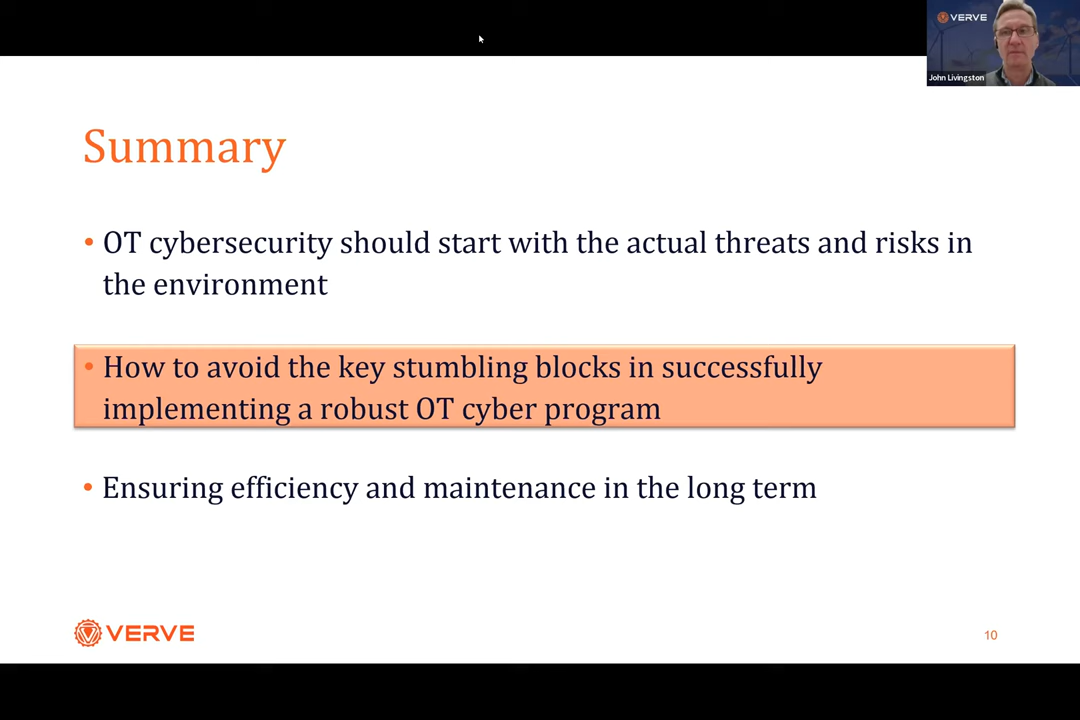 VERVE
John Livingston
Summary
• OT cybersecurity should start with the actual threats and risks in
the environment
• How to avoid the key stumbling blocks in successfully
implementing a robust OT cyber program
• Ensuring efficiency and maintenance in the long term
VERVE
10